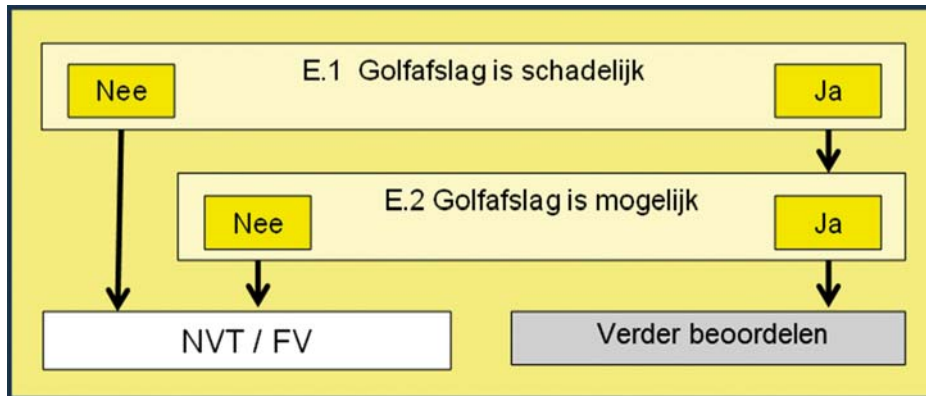 E.1 Golfafslag is schadelijk
Nee
Ja
E.2 Golfafslag is mogelijk
Nee
Ja
NVT / FV
Verder beoordelen